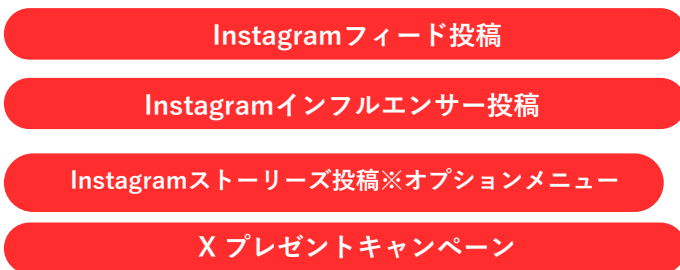 Instagramフィード投稿
Instagramインフルエンサー投稿
Instagramストーリーズ投稿※オプションメニュー
X プレゼントキャンペーン